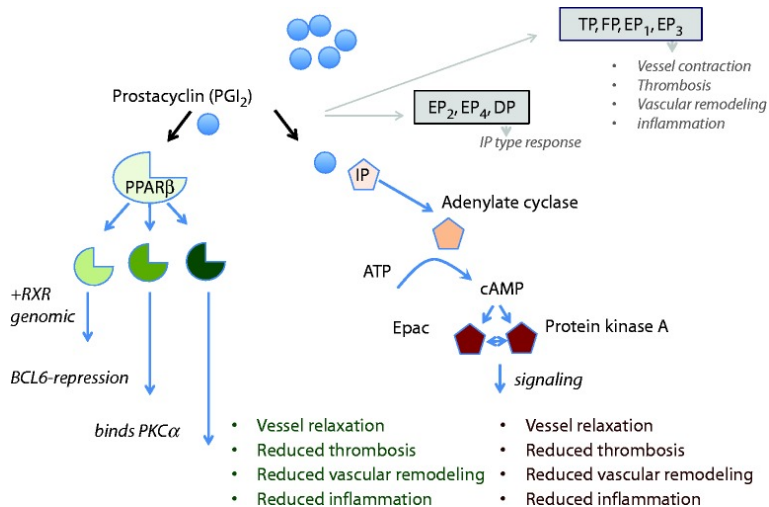 TP, FP, EP1, EP3
• Vessel contraction
• Thrombosis
• Vascular remodeling
• inflammation
Prostacyclin (PGI2)
EP2, EP4, DP
IP type response
PPARβ
IP
Adenylate cyclase
ATP
cAMP
+RXR
genomic
Epac
Protein kinase A
BCL6-repression
signaling
binds PKCα
• Vessel relaxation
• Reduced thrombosis
• Reduced vascular remodeling
• Reduced inflammation
• Vessel relaxation
• Reduced thrombosis
• Reduced vascular remodeling
• Reduced inflammation